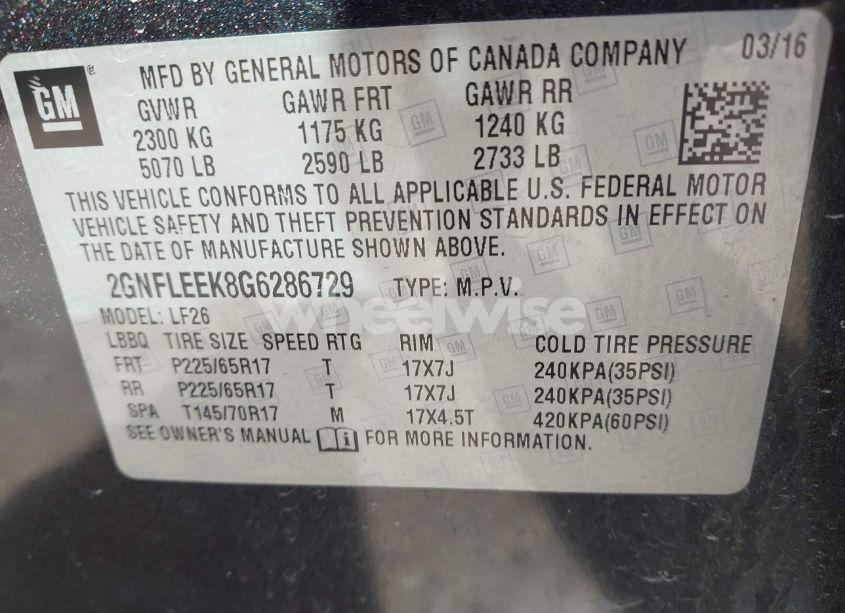 GM ® MFD BY GENERAL MOTORS OF CANADA COMPANY 03/16
GVWR GAWR FRT GAWR RR
2300 KG 1175 KG 1240 KG
5070 LB 2590 LB 2733 LB
THIS VEHICLE CONFORMS TO ALL APPLICABLE U.S. FEDERAL MOTOR
VEHICLE SAFETY AND THEFT PREVENTION STANDARDS IN EFFECT ON
THE DATE OF MANUFACTURE SHOWN ABOVE.
2GNFLEEK8G6286729 TYPE: M.P.V.
wheelwise
MODEL: LF26
LBBQ TIRE SIZE SPEED RTG RIM COLD TIRE PRESSURE
FRT P225/65R17 T 17X7J 240KPA(35PSI)
RR P225/65R17 T 17X7J 240KPA(35PSI)
SPA T145/70R17 M 17X4.5T 420KPA(60PSI)
SEE OWNER'S MANUAL FOR MORE INFORMATION.